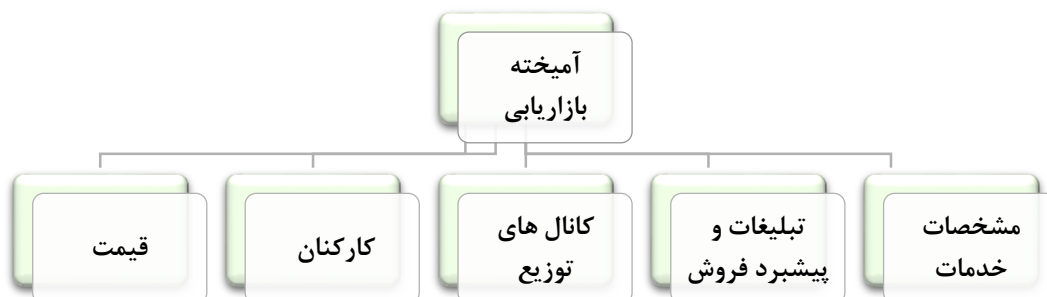 آمیخته
بازاریابی
مشخصات
خدمات
تبلیغات و
پیشبرد فروش
کانال های
توزیع
کارکنان
قیمت